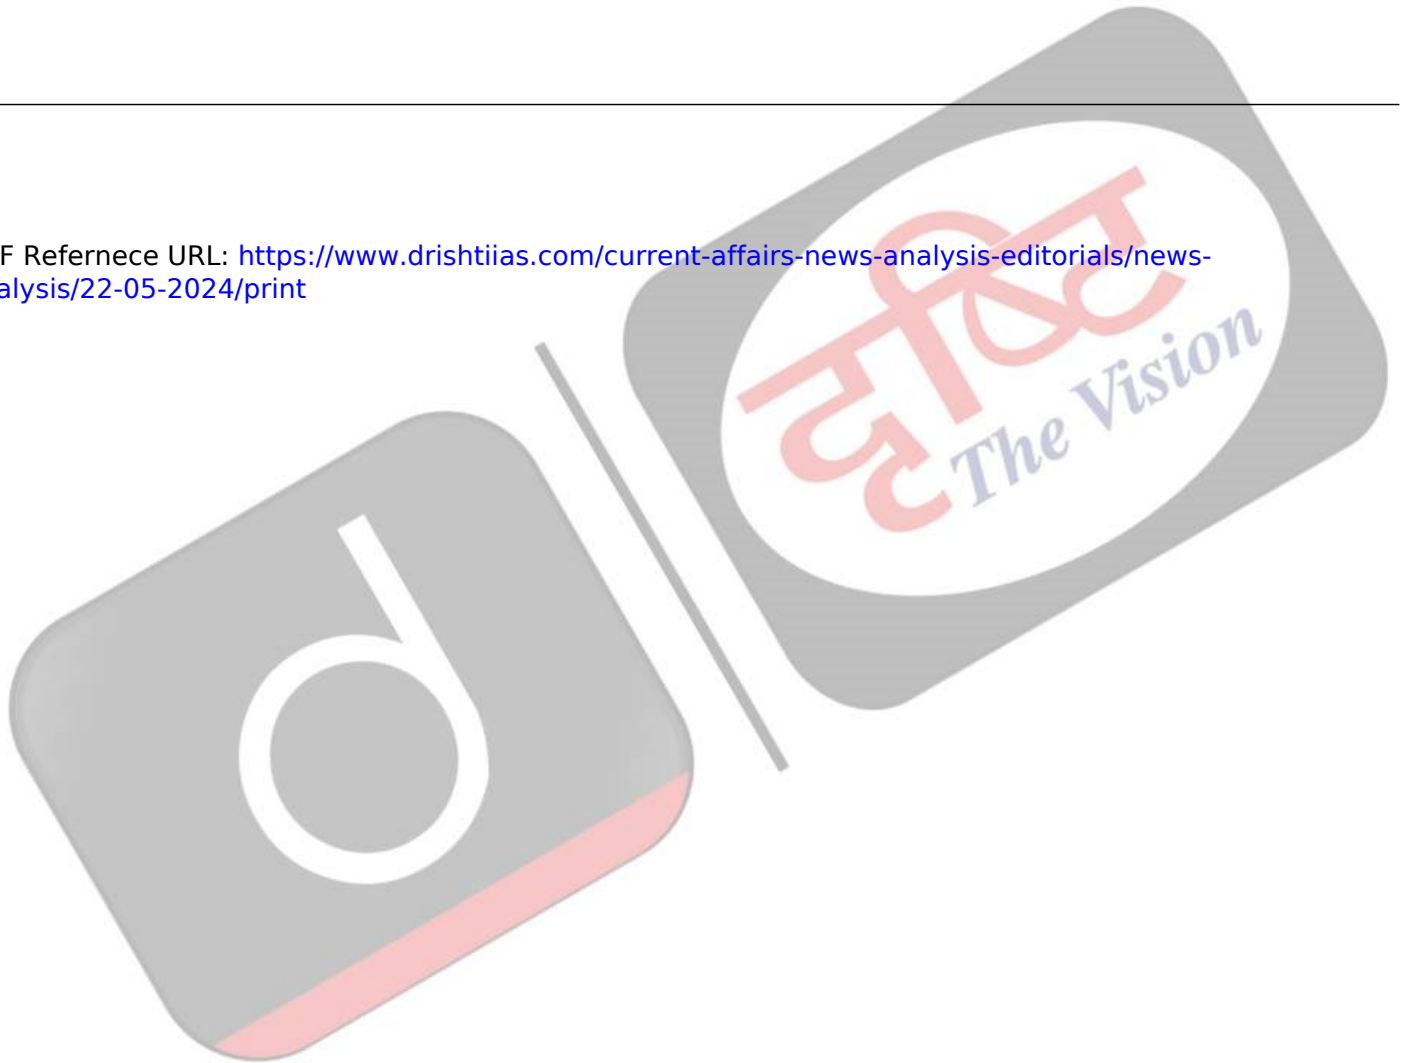 F Refernece URL: https://www.drishtiias.com/current-affairs-news-analysis-editorials/news-
alysis/22-05-2024/print
दृष्टि
The Vision
d